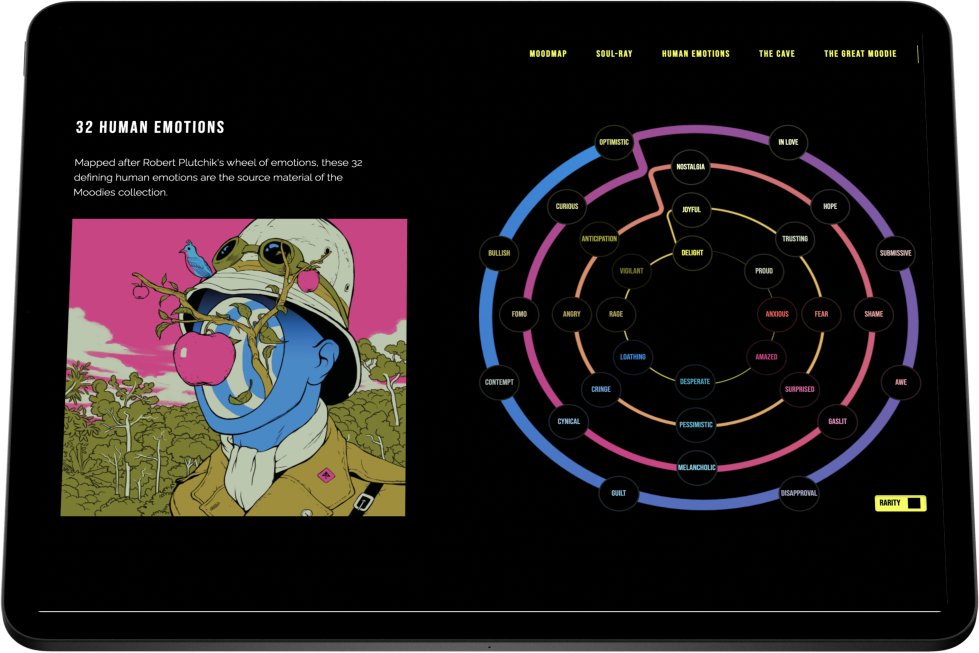 MOODMAP SOUL-RAY HUMAN EMOTIONS THE CAVE THE GREAT MOODIE
32 HUMAN EMOTIONS
Mapped after Robert Plutchik's wheel of emotions, these 32
defining human emotions are the source material of the
Moodies collection.
OPTIMISTIC
IN LOVE
NOSTALGIA
CURIOUS
JOYFUL
HOPE
ANTICIPATION
TRUSTING
BULLISH
DELIGHT
SUBMISSIVE
VIGILANT
PROUD
FOMO
ANGRY
RAGE
ANXIOUS
FEAR
SHAME
LOATHING
AMAZED
CONTEMPT
CRINGE
DESPERATE
SURPRISED
AWE
CYNICAL
PESSIMISTIC
GASLIT
MELANCHOLIC
GUILT
DISAPPROVAL
RARITY